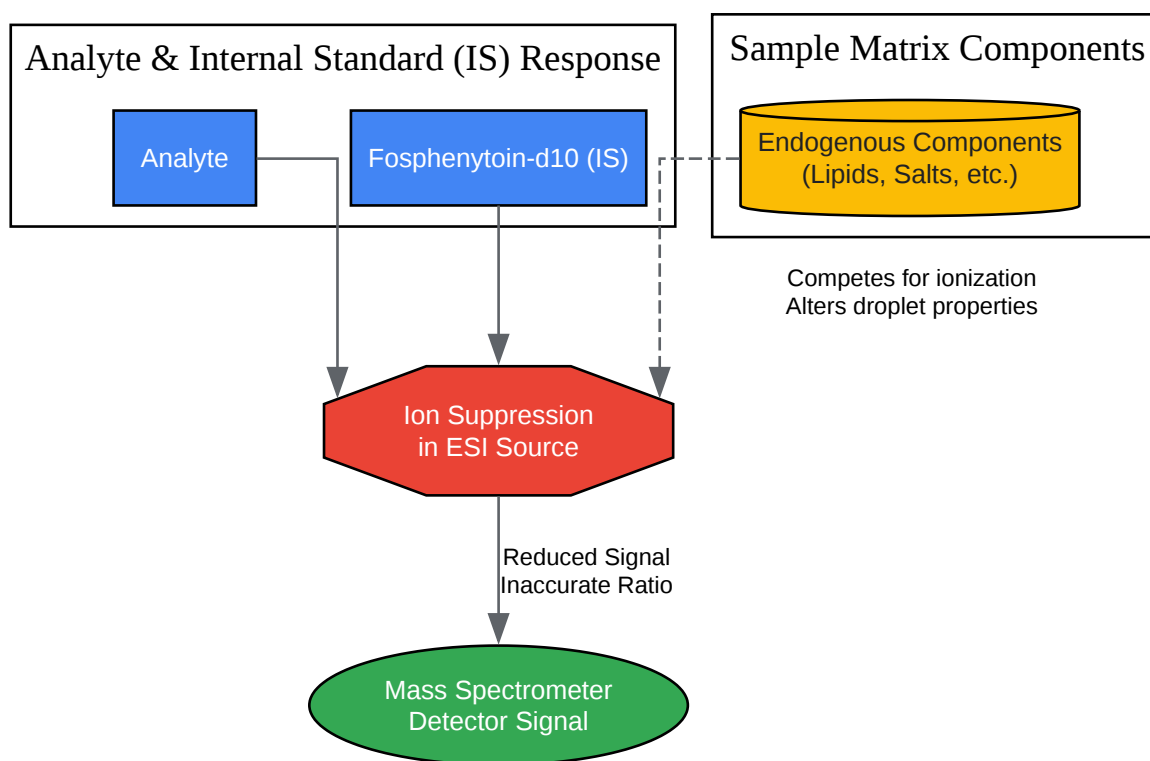 Analyte & Internal Standard (IS) Response
Sample Matrix Components
Analyte
Fosphenytoin-d10 (IS)
Endogenous Components
(Lipids, Salts, etc.)
Competes for ionization
Alters droplet properties
Ion Suppression
in ESI Source
Reduced Signal
Inaccurate Ratio
Mass Spectrometer
Detector Signal